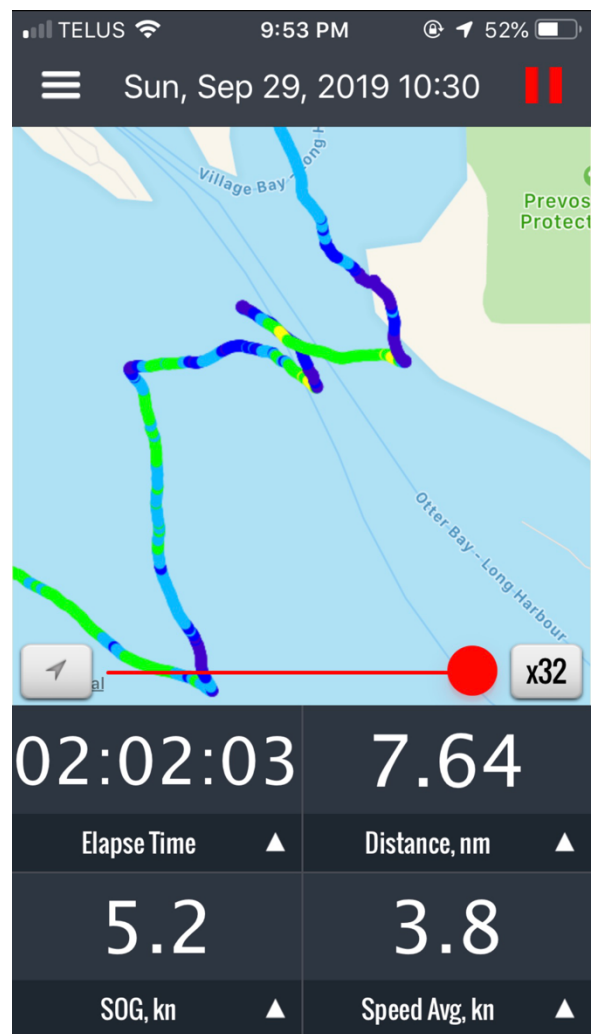 TELUS 9:53 PM 52%
Sun, Sep 29, 2019 10:30
Village Bay - Long H
Prevos
Protect
Otter Bay - Long Harbour
al
x32
02:02:03 7.64
Elapse Time ▲ Distance, nm ▲
5.2 3.8
SOG, kn ▲ Speed Avg, kn ▲